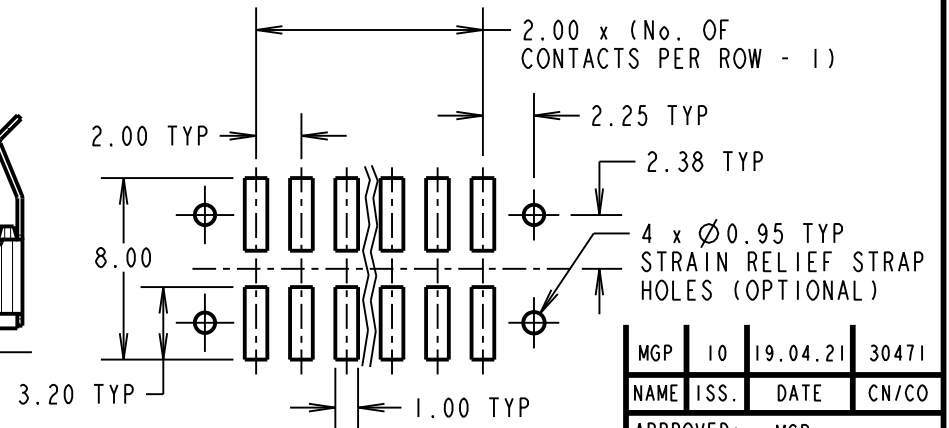 2.00 x (No. OF
CONTACTS PER ROW - 1)
2.00 TYP
2.25 TYP
2.38 TYP
8.00
4 x Ø0.95 TYP
STRAIN RELIEF STRAP
HOLES (OPTIONAL)
3.20 TYP
1.00 TYP
MGP 10 19.04.21 30471
NAME ISS. DATE CN/CO
APPROVED: MGP